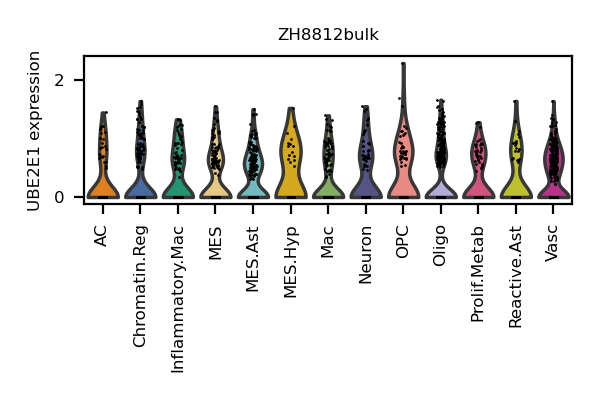 ZH8812bulk
UBE2E1 expression
2
0
AC
Chromatin.Reg
Inflammatory.Mac
MES
MES.Ast
MES.Hyp
Mac
Neuron
OPC
Oligo
Prolif.Metab
Reactive.Ast
Vasc